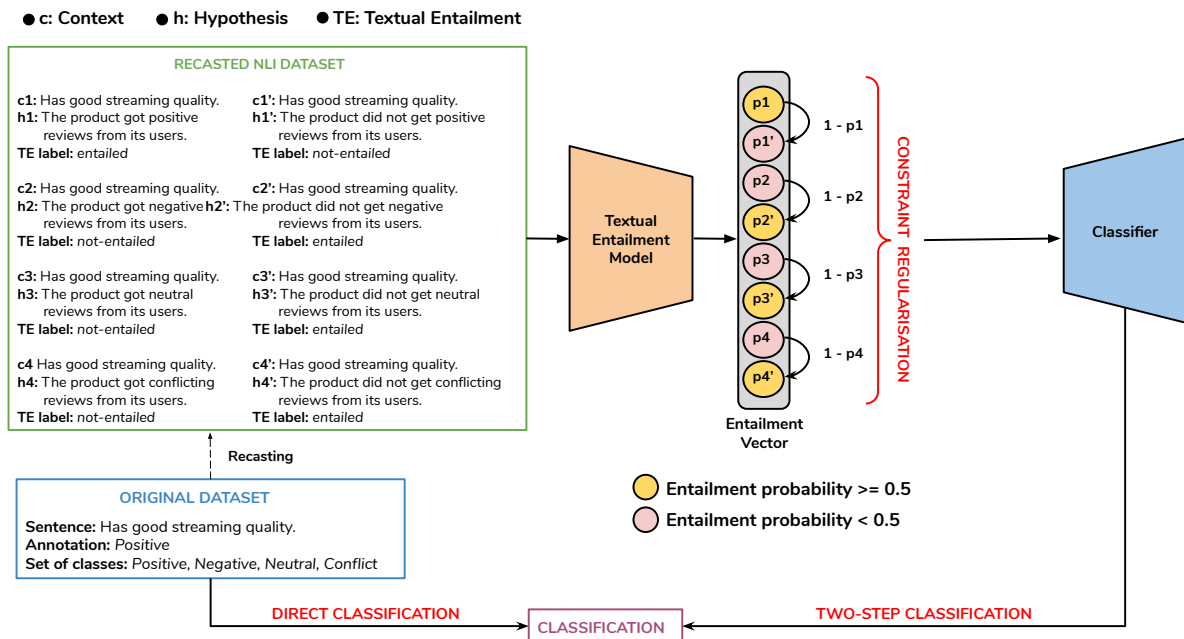 ● c: Context ● h: Hypothesis ● TE: Textual Entailment
RECASTED NLI DATASET
c1: Has good streaming quality.
h1: The product got positive
reviews from its users.
TE label: entailed
c1': Has good streaming quality.
h1': The product did not get positive
reviews from its users.
TE label: not-entailed
c2: Has good streaming quality.
h2: The product got negative
reviews from its users.
TE label: not-entailed
c2': Has good streaming quality.
h2': The product did not get negative
reviews from its users.
TE label: entailed
c3: Has good streaming quality.
h3: The product got neutral
reviews from its users.
TE label: not-entailed
c3': Has good streaming quality.
h3': The product did not get neutral
reviews from its users.
TE label: entailed
c4 Has good streaming quality.
h4: The product got conflicting
reviews from its users.
TE label: not-entailed
c4': Has good streaming quality.
h4': The product did not get conflicting
reviews from its users.
TE label: entailed
Textual
Entailment
Model
p1
p1'
p2
p2'
p3
p3'
p4
p4'
Entailment
Vector
1 - p1
1 - p2
1 - p3
1 - p4
CONSTRAINT REGULARISATION
Classifier
Recasting
ORIGINAL DATASET
Sentence: Has good streaming quality.
Annotation: Positive
Set of classes: Positive, Negative, Neutral, Conflict
Entailment probability >= 0.5
Entailment probability < 0.5
DIRECT CLASSIFICATION
CLASSIFICATION
TWO-STEP CLASSIFICATION